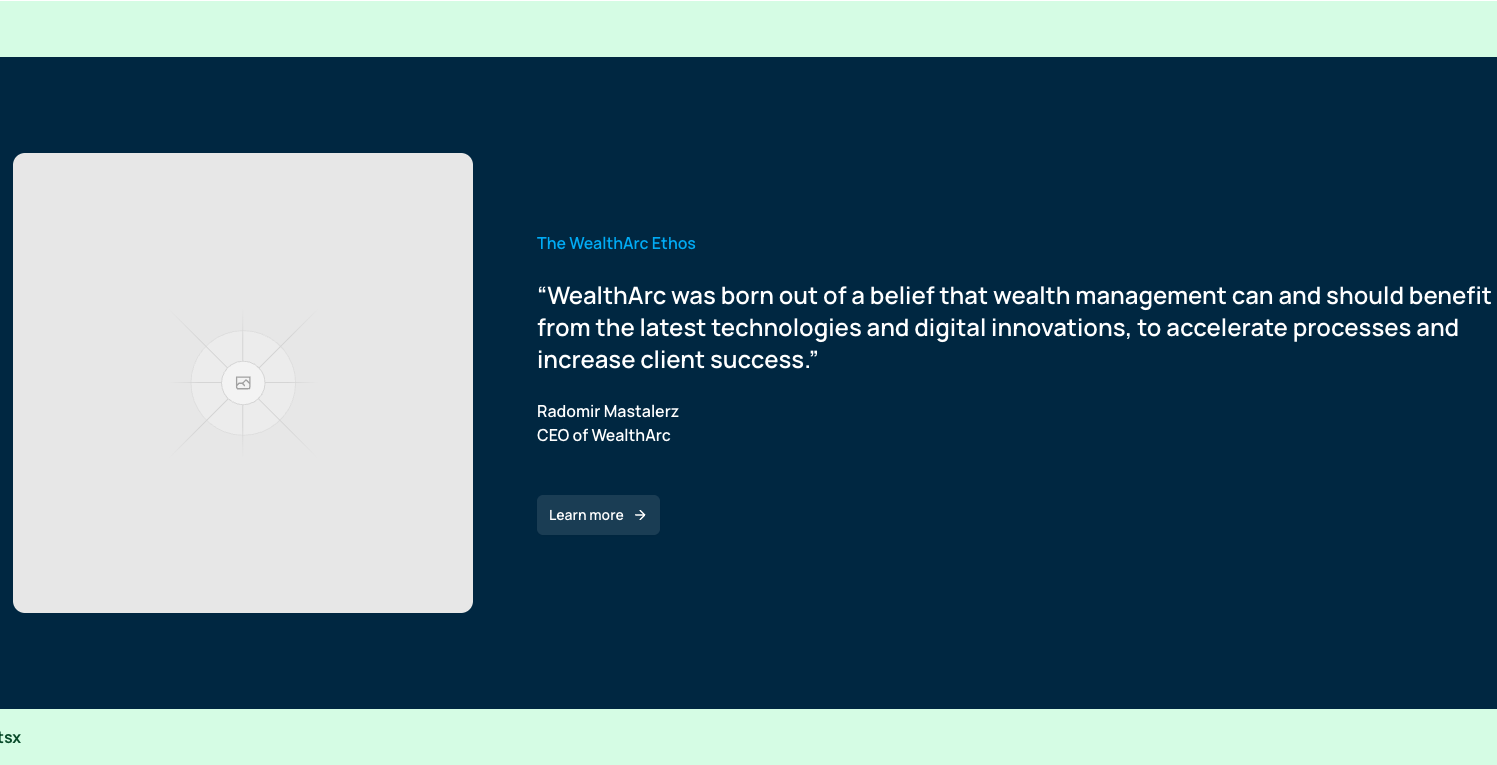 The WealthArc Ethos
“WealthArc was born out of a belief that wealth management can and should benefit
from the latest technologies and digital innovations, to accelerate processes and
increase client success.”
Radomir Mastalerz
CEO of WealthArc
Learn more
tsx